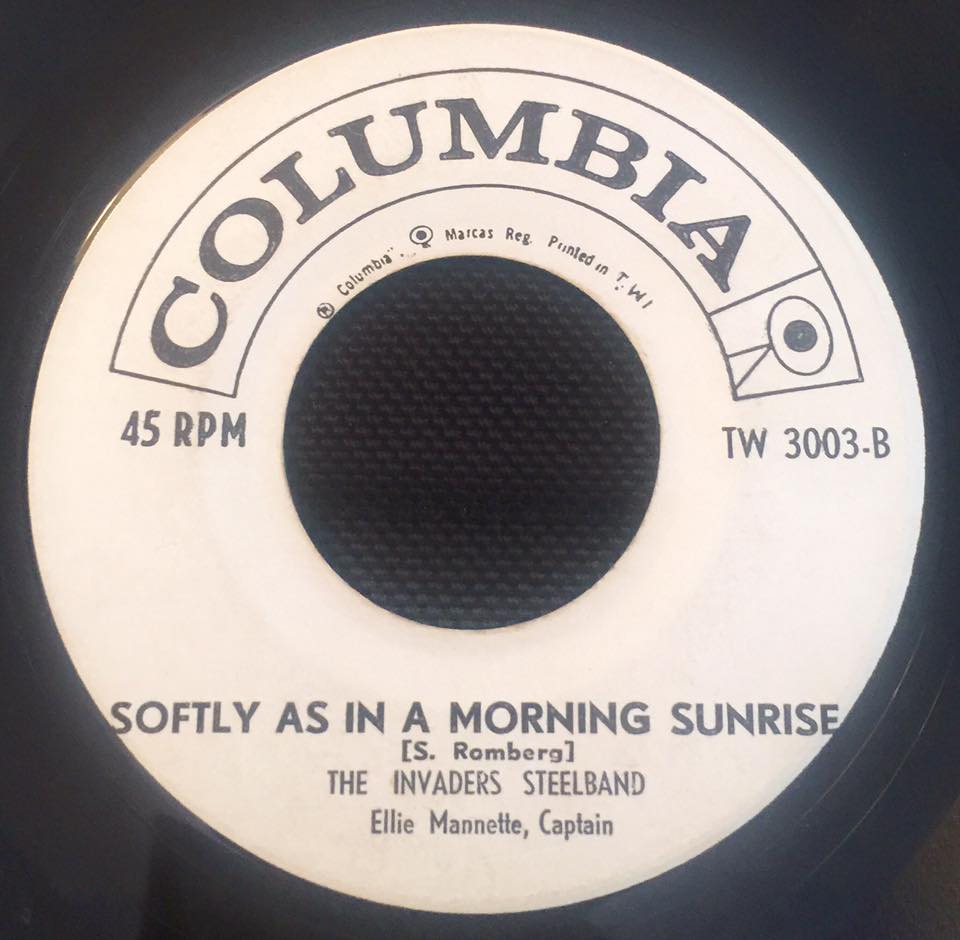 COLUMBIA
Ⓡ "Columbia". Marcas Reg. Printed in T.W I
45 RPM
TW 3003-B
SOFTLY AS IN A MORNING SUNRISE
[S. Romberg]
THE INVADERS STEELBAND
Ellie Mannette, Captain